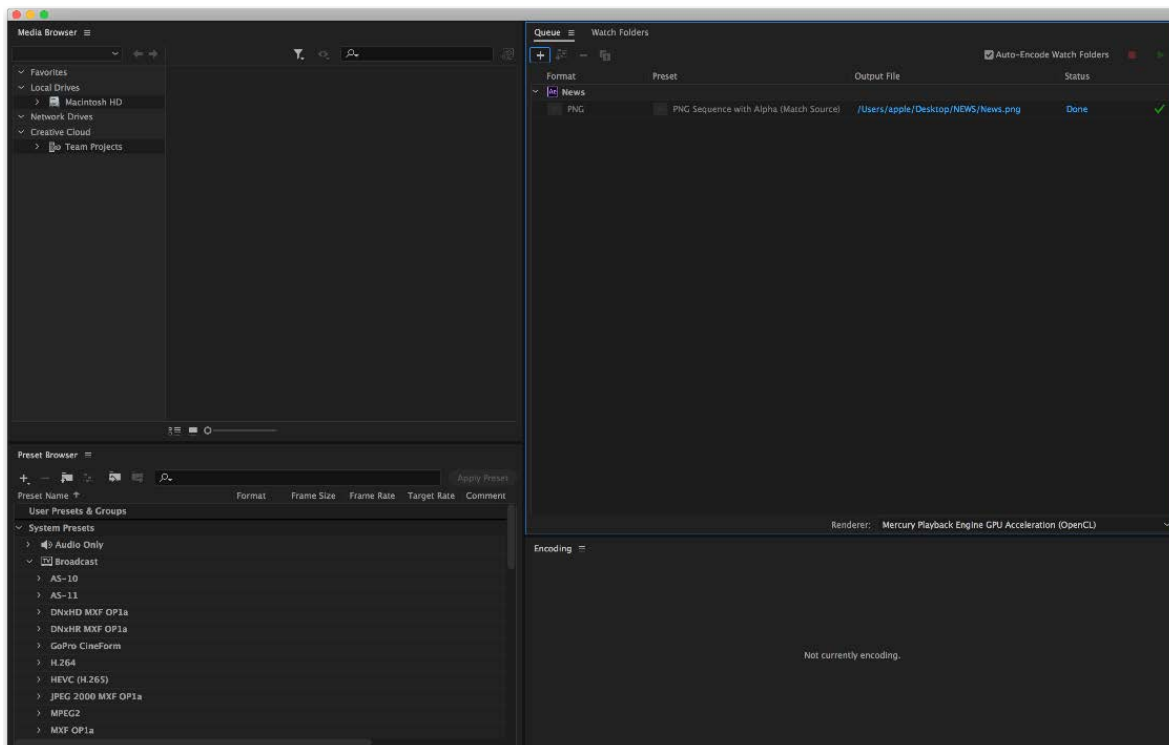 Media Browser
Favorites
Local Drives
Macintosh HD
Network Drives
Creative Cloud
Team Projects
Queue Watch Folders
Auto-Encode Watch Folders
Format Preset Output File Status
Ae News
PNG PNG Sequence with Alpha (Match Source) /Users/apple/Desktop/NEWS/News.png Done
Renderer: Mercury Playback Engine GPU Acceleration (OpenCL)
Preset Browser
Apply Preset
Preset Name Format Frame Size Frame Rate Target Rate Comment
User Presets & Groups
System Presets
Audio Only
TV Broadcast
AS-10
AS-11
DNxHD MXF OP1a
DNxHR MXF OP1a
GoPro CineForm
H.264
HEVC (H.265)
JPEG 2000 MXF OP1a
MPEG2
MXF OP1a
Encoding
Not currently encoding.